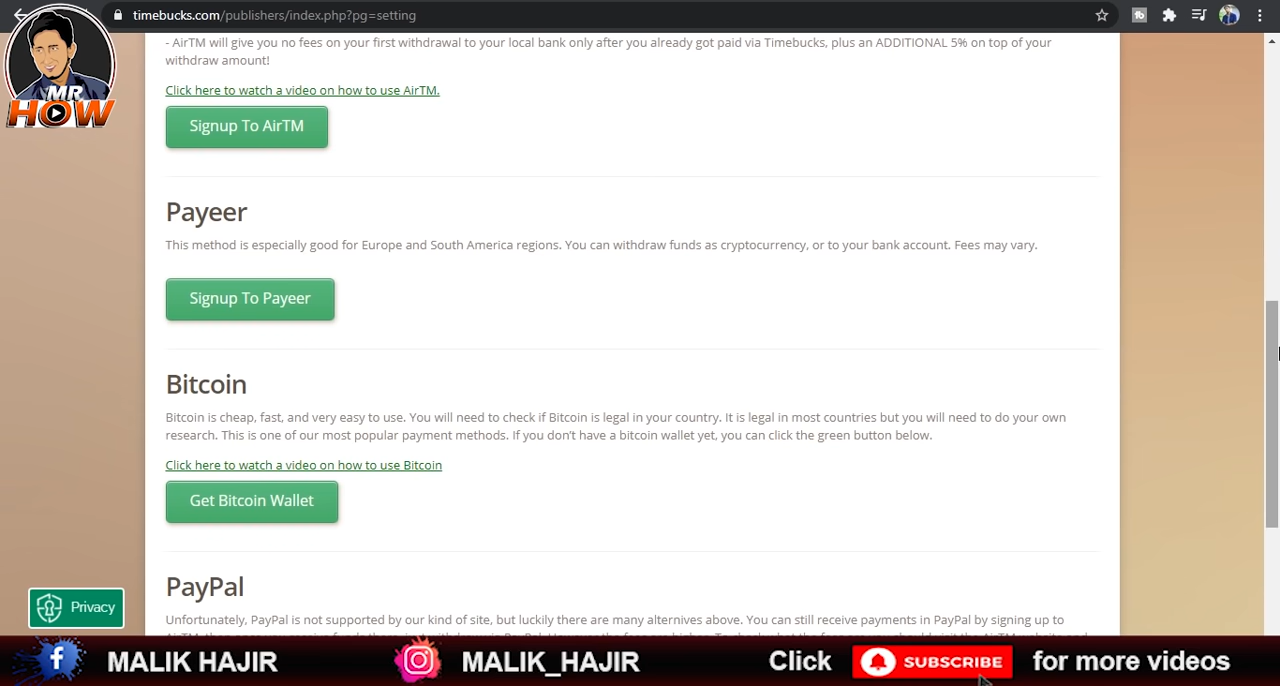 timebucks.com/publishers/index.php?pg=setting
MR
HOW
- AirTM will give you no fees on your first withdrawal to your local bank only after you already got paid via Timebucks, plus an ADDITIONAL 5% on top of your
withdraw amount!
Click here to watch a video on how to use AirTM.
Signup To AirTM
Payeer
This method is especially good for Europe and South America regions. You can withdraw funds as cryptocurrency, or to your bank account. Fees may vary.
Signup To Payeer
Bitcoin
Bitcoin is cheap, fast, and very easy to use. You will need to check if Bitcoin is legal in your country. It is legal in most countries but you will need to do your own
research. This is one of our most popular payment methods. If you don't have a bitcoin wallet yet, you can click the green button below.
Click here to watch a video on how to use Bitcoin
Get Bitcoin Wallet
PayPal
Privacy
Unfortunately, PayPal is not supported by our kind of site, but luckily there are many alternives above. You can still receive payments in PayPal by signing up to
MALIK HAJIR
MALIK_HAJIR
Click
SUBSCRIBE
for more videos